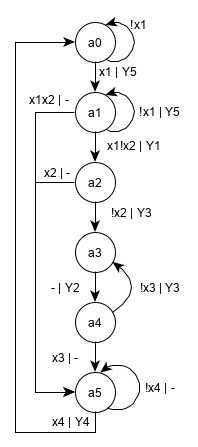 !x1
a0
x1 | Y5
x1x2 | -
a1
!x1 | Y5
x1!x2 | Y1
x2 | -
a2
!x2 | Y3
a3
- | Y2
!x3 | Y3
a4
x3 | -
a5
!x4 | -
x4 | Y4